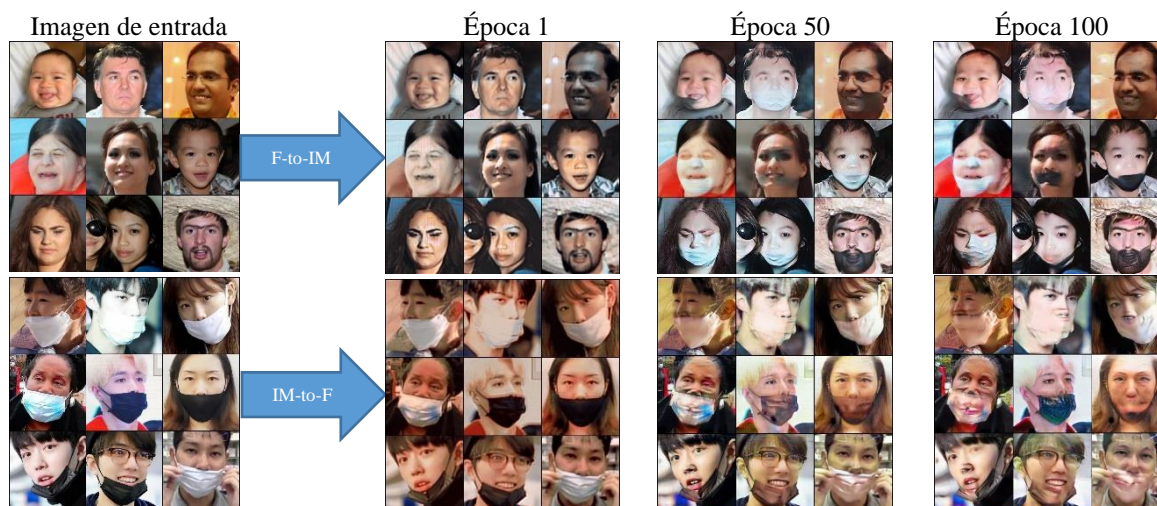 Imagen de entrada
Época 1
Época 50
Época 100
F-to-IM
IM-to-F